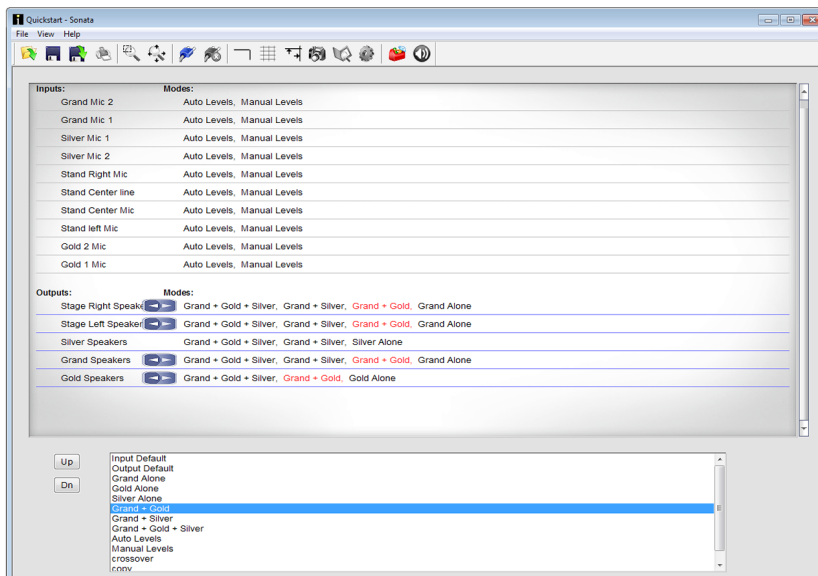 Quickstart - Sonata
File View Help
Inputs: Modes:
Grand Mic 2 Auto Levels, Manual Levels
Grand Mic 1 Auto Levels, Manual Levels
Silver Mic 1 Auto Levels, Manual Levels
Silver Mic 2 Auto Levels, Manual Levels
Stand Right Mic Auto Levels, Manual Levels
Stand Center line Auto Levels, Manual Levels
Stand Center Mic Auto Levels, Manual Levels
Stand left Mic Auto Levels, Manual Levels
Gold 2 Mic Auto Levels, Manual Levels
Gold 1 Mic Auto Levels, Manual Levels
Outputs: Modes:
Stage Right Speake Grand + Gold + Silver, Grand + Silver, Grand + Gold, Grand Alone
Stage Left Speaker Grand + Gold + Silver, Grand + Silver, Grand + Gold, Grand Alone
Silver Speakers Grand + Gold + Silver, Grand + Silver, Silver Alone
Grand Speakers Grand + Gold + Silver, Grand + Silver, Grand + Gold, Grand Alone
Gold Speakers Grand + Gold + Silver, Grand + Gold, Gold Alone
Up
Dn
Input Default
Output Default
Grand Alone
Gold Alone
Silver Alone
Grand + Gold
Grand + Silver
Grand + Gold + Silver
Auto Levels
Manual Levels
crossover
copy